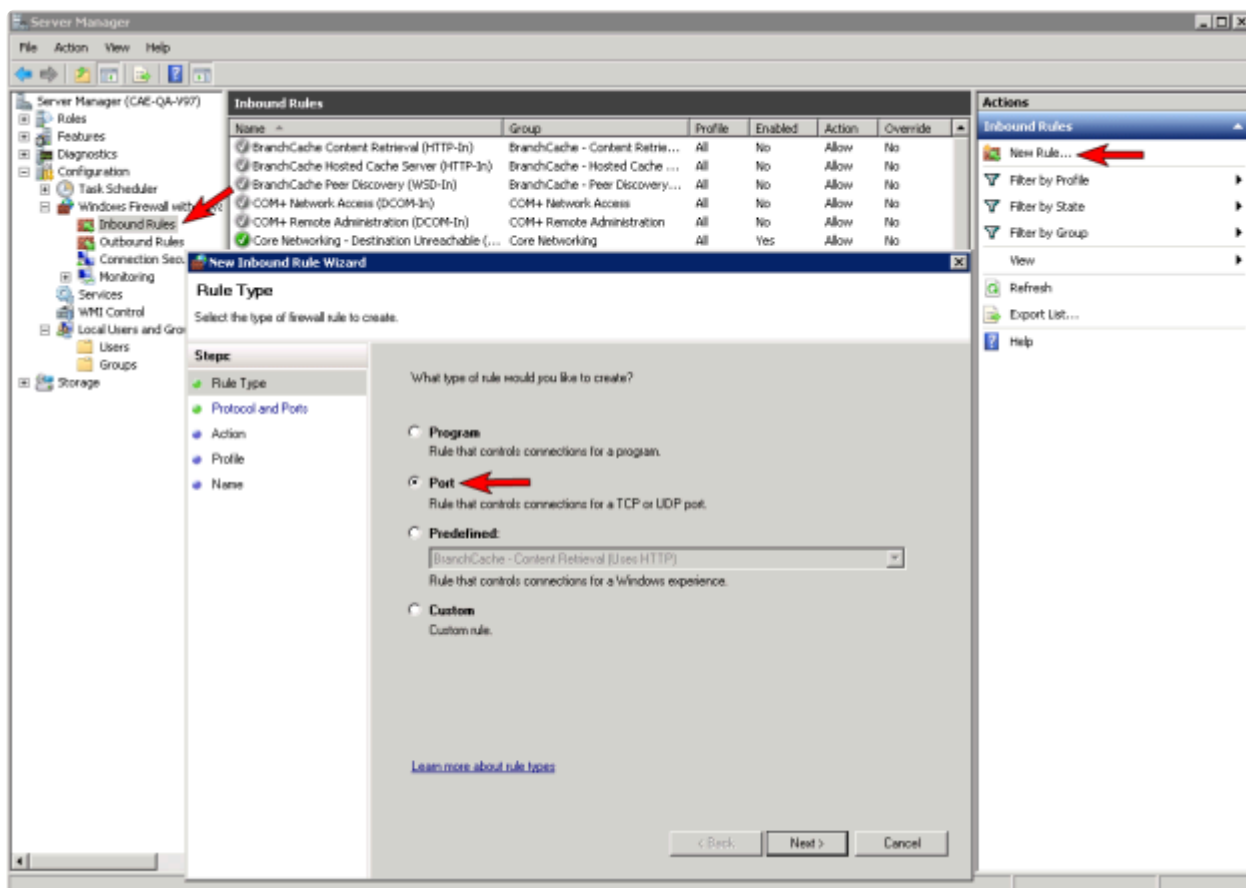 Server Manager
File Action View Help
Server Manager (CAE-QA-V97)
Roles
Features
Diagnostics
Configuration
Task Scheduler
Windows Firewall with
Inbound Rules
Outbound Rules
Connection Sec
Monitoring
Services
WMI Control
Local Users and Gro
Users
Groups
Storage
Inbound Rules
Name Group Profile Enabled Action Override
BranchCache Content Retrieval (HTTP-In) BranchCache - Content Retrie... All No Allow No
BranchCache Hosted Cache Server (HTTP-In) BranchCache - Hosted Cache ... All No Allow No
BranchCache Peer Discovery (WSD-In) BranchCache - Peer Discovery... All No Allow No
COM+ Network Access (DCOM-In) COM+ Network Access All No Allow No
COM+ Remote Administration (DCOM-In) COM+ Remote Administration All No Allow No
Core Networking - Destination Unreachable (... Core Networking All Yes Allow No
Actions
Inbound Rules
New Rule...
Filter by Profile
Filter by State
Filter by Group
View
Refresh
Export List...
Help
New Inbound Rule Wizard
Rule Type
Select the type of firewall rule to create.
Steps:
Rule Type
Protocol and Ports
Action
Profile
Name
What type of rule would you like to create?
Program
Rule that controls connections for a program.
Port
Rule that controls connections for a TCP or UDP port.
Predefined:
BranchCache - Content Retrieval (Uses HTTP)
Rule that controls connections for a Windows experience.
Custom
Custom rule.
Learn more about rule types
< Back Next > Cancel